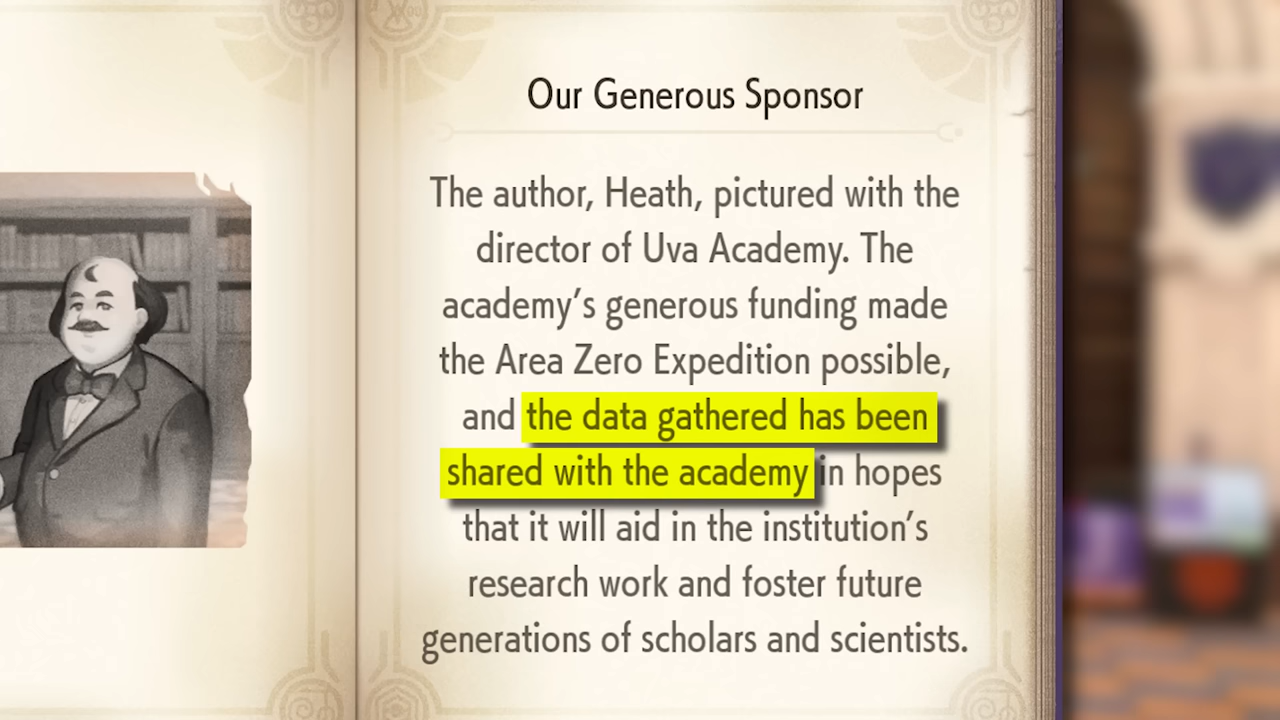 Our Generous Sponsor
The author, Heath, pictured with the
director of Uva Academy. The
academy's generous funding made
the Area Zero Expedition possible,
and the data gathered has been
shared with the academy in hopes
that it will aid in the institution's
research work and foster future
generations of scholars and scientists.